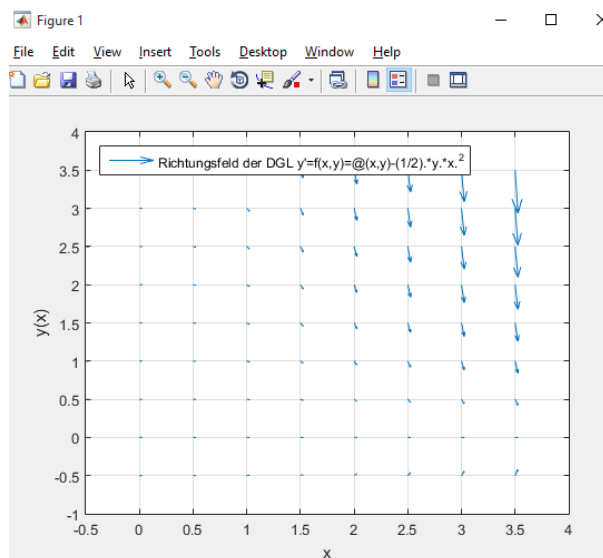 Figure 1
File Edit View Insert Tools Desktop Window Help
4
Richtungsfeld der DGL y'=f(x,y)=@(x,y)-(1/2).*y.*x.^2
3.5
3
2.5
2
1.5
1
0.5
0
-0.5
-1
y(x)
-0.5 0 0.5 1 1.5 2 2.5 3 3.5 4
x